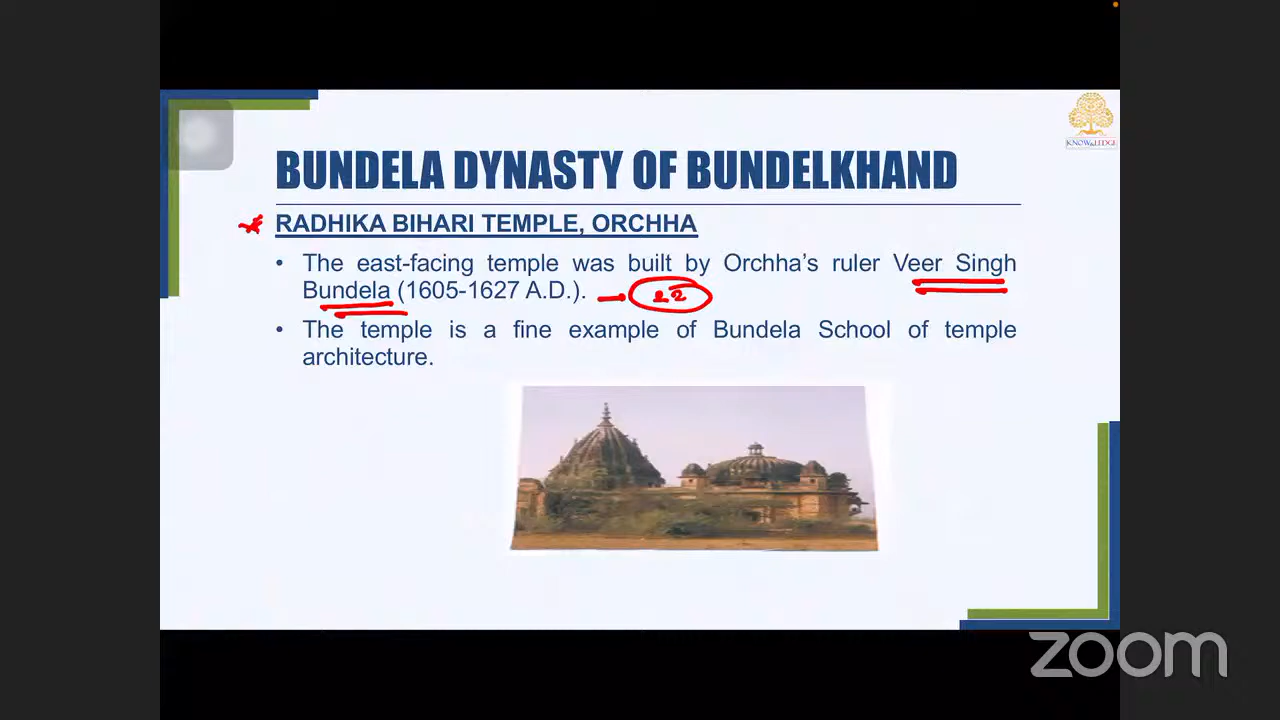 KNOWLEDGE
BUNDELA DYNASTY OF BUNDELKHAND
RADHIKA BIHARI TEMPLE, ORCHHA
• The east-facing temple was built by Orchha's ruler Veer Singh
Bundela (1605-1627 A.D.).
• The temple is a fine example of Bundela School of temple
architecture.
zoom